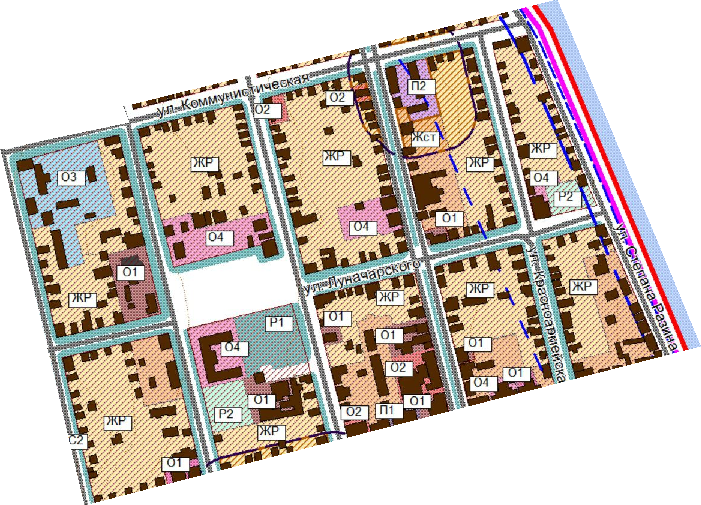 ул. Коммунистическая
О2
О2
П2
Жст
ЖР
ЖР
ЖР
ЖР
О3
О4
Р2
О4
О4
О1
О1
ЖР
ул. Луначарского
ул. Красноармейская
ул. Степана Разина
ЖР
ЖР
ЖР
О1
Р1
О4
О1
О1
О2
О4
О1
ЖР
Р2
О1
О2
П1
О1
ЖР
С2
О1